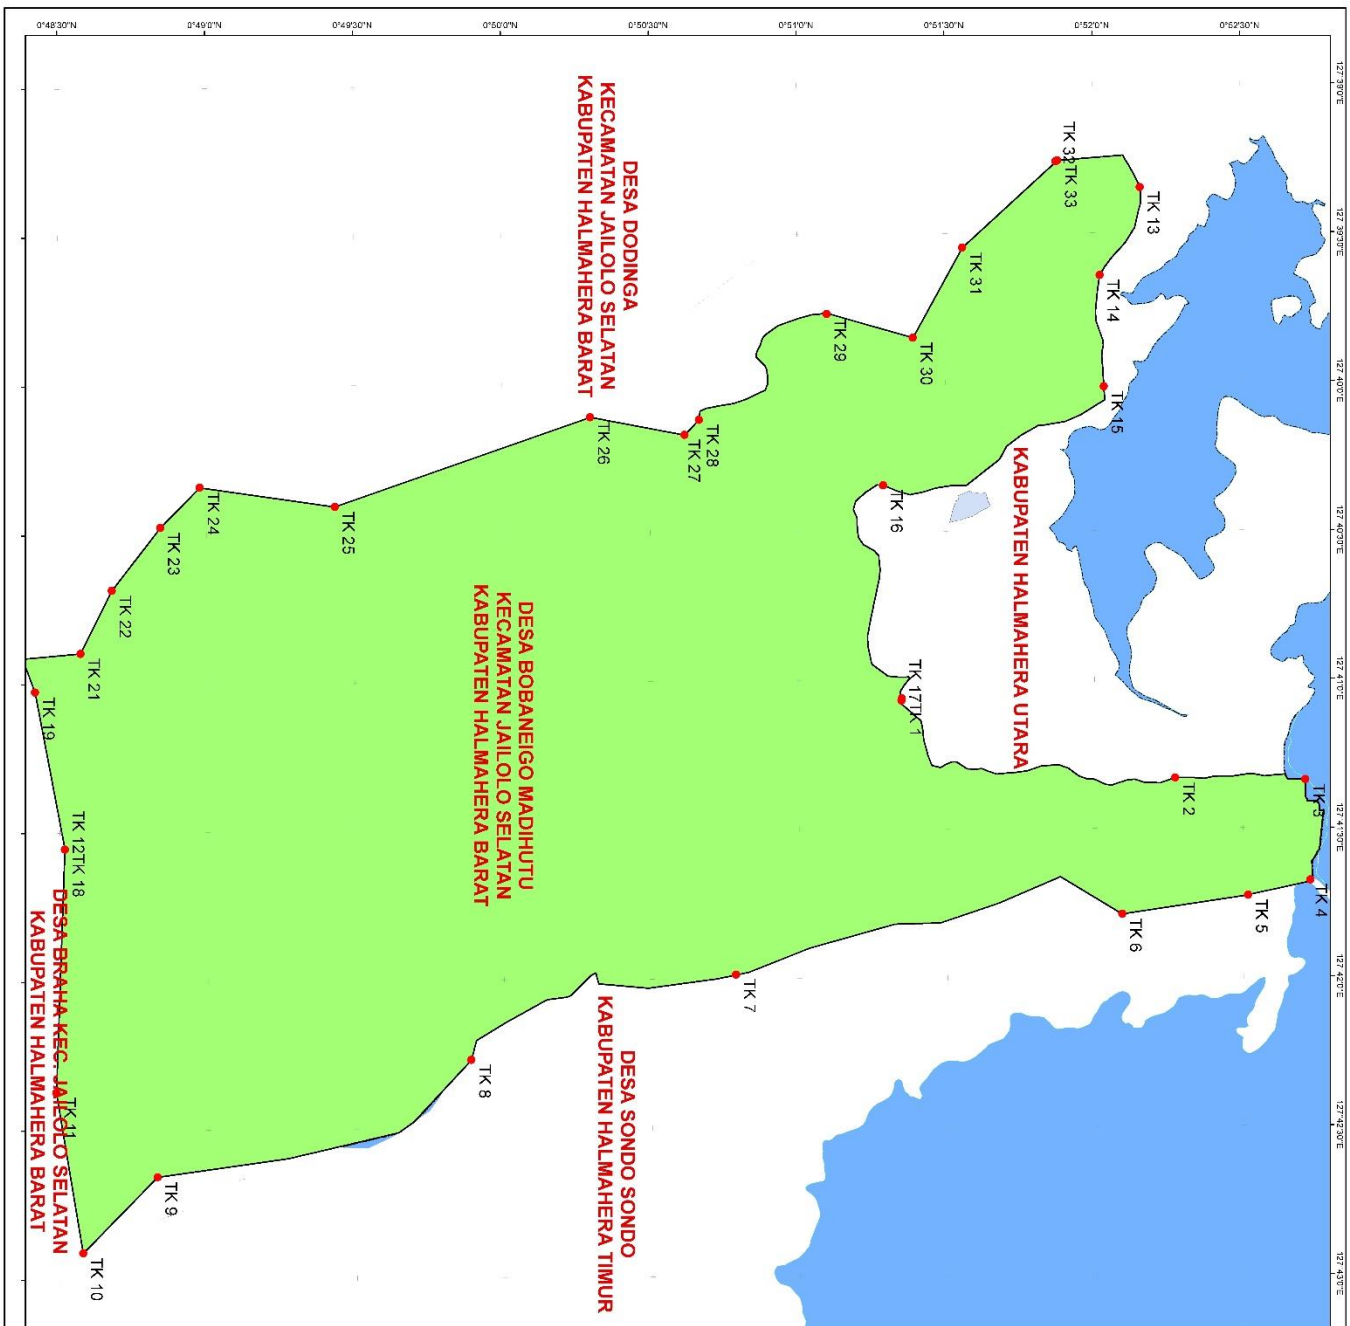 0°48'30"N
0°49'0"N
0°49'30"N
0°50'0"N
0°50'30"N
0°51'0"N
0°51'30"N
0°52'0"N
0°52'30"N
127°39'0"E
127°39'30"E
127°40'0"E
127°40'30"E
127°41'0"E
127°41'30"E
127°42'0"E
127°42'30"E
127°43'0"E
DESA DODINGA
KECAMATAN JAILOLO SELATAN
KABUPATEN HALMAHERA BARAT
KABUPATEN HALMAHERA UTARA
DESA BOBANEIGO MADIHUTU
KECAMATAN JAILOLO SELATAN
KABUPATEN HALMAHERA BARAT
DESA SONDO SONDO
KABUPATEN HALMAHERA TIMUR
DESA BRAHA KEC. JAILOLO SELATAN
KABUPATEN HALMAHERA BARAT
TK 32TK 33
TK 13
TK 31
TK 14
TK 29
TK 30
TK 15
TK 26
TK 28
TK 27
TK 16
TK 24
TK 25
TK 23
TK 22
TK 21
TK 19
TK 17TK 1
TK 2
TK 3
TK 12TK 18
TK 4
TK 5
TK 6
TK 7
TK 8
TK 11
TK 9
TK 10